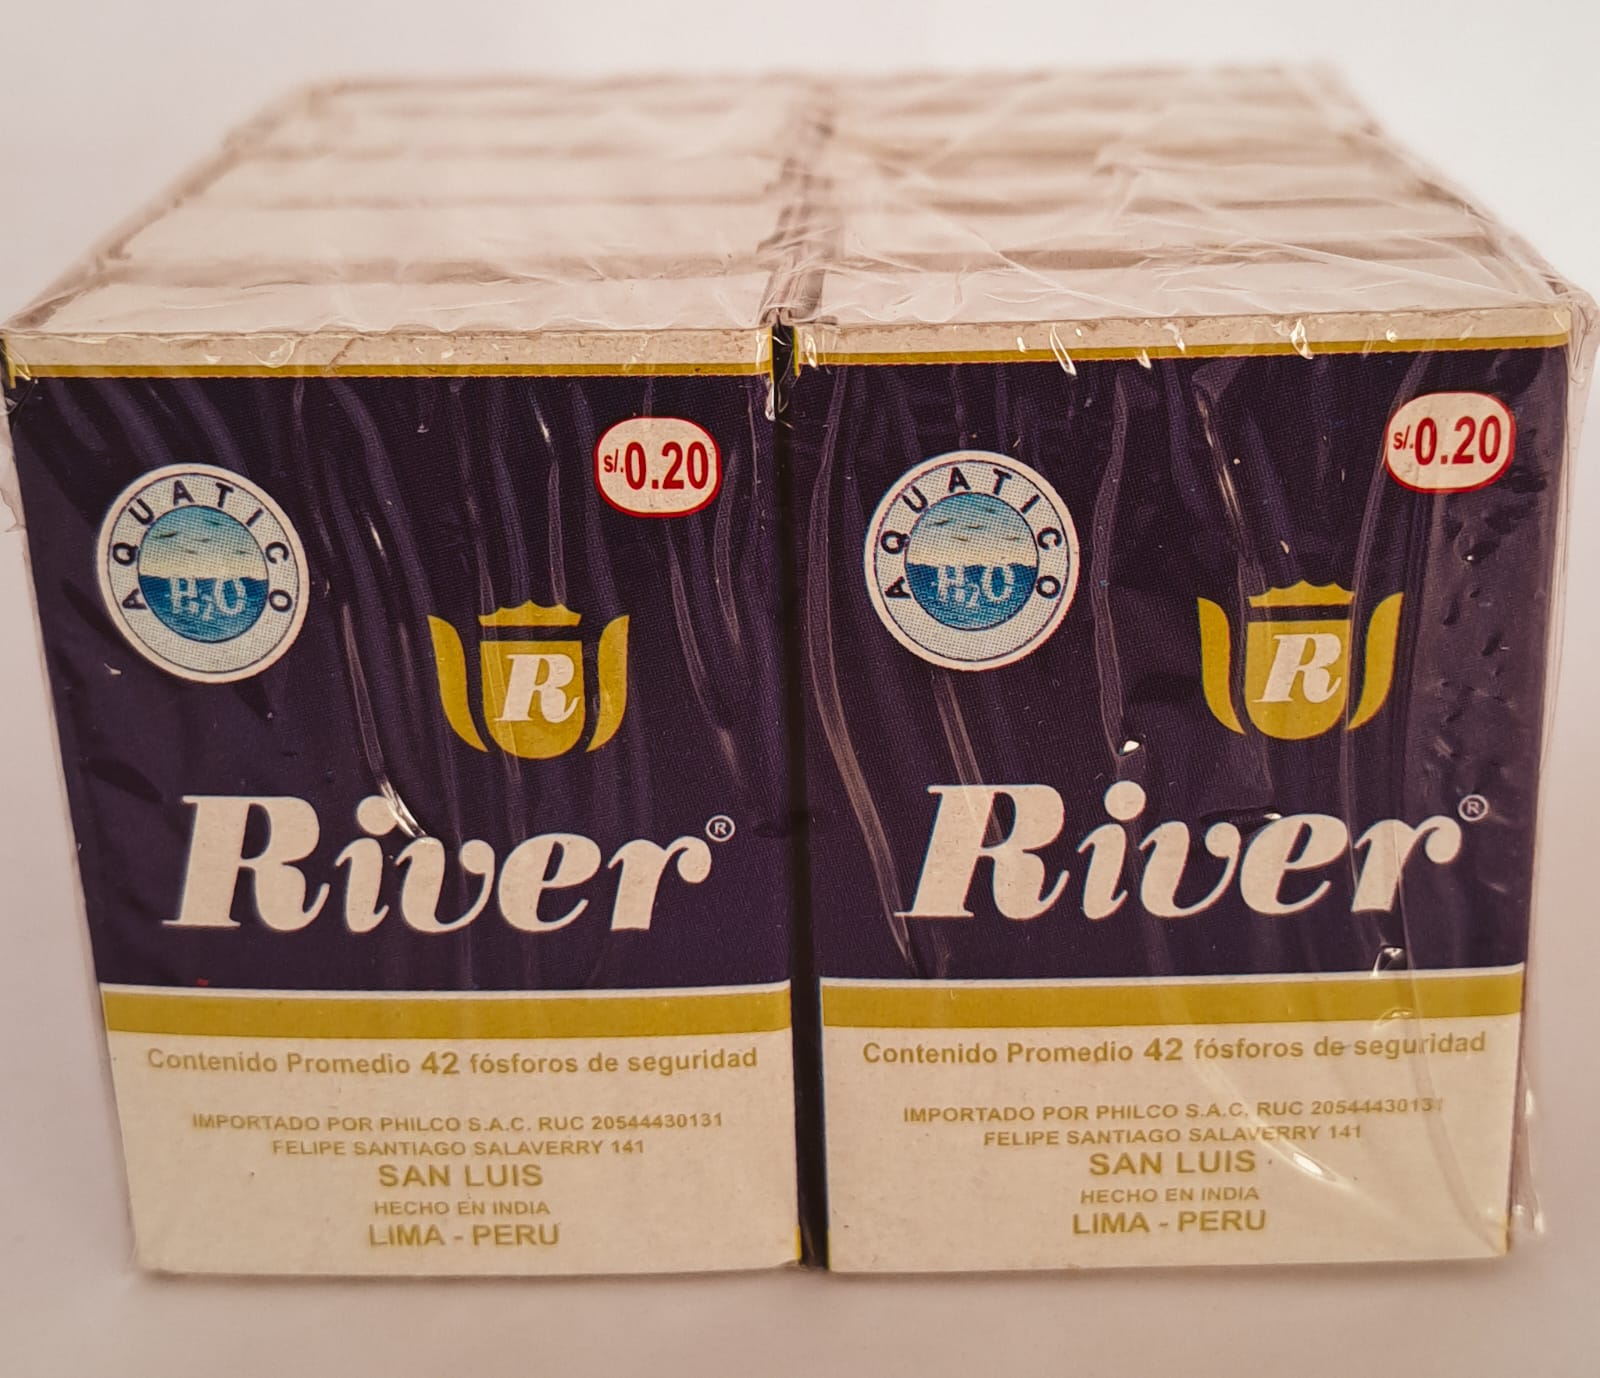 S/.0.20
AQUATICO
H₂O
R
River®
Contenido Promedio 42 fósforos de seguridad
IMPORTADO POR PHILCO S.A.C. RUC 20544430131
FELIPE SANTIAGO SALAVERRY 141
SAN LUIS
HECHO EN INDIA
LIMA - PERU
S/.0.20
AQUATICO
H₂O
R
River®
Contenido Promedio 42 fósforos de seguridad
IMPORTADO POR PHILCO S.A.C. RUC 20544430131
FELIPE SANTIAGO SALAVERRY 141
SAN LUIS
HECHO EN INDIA
LIMA - PERU